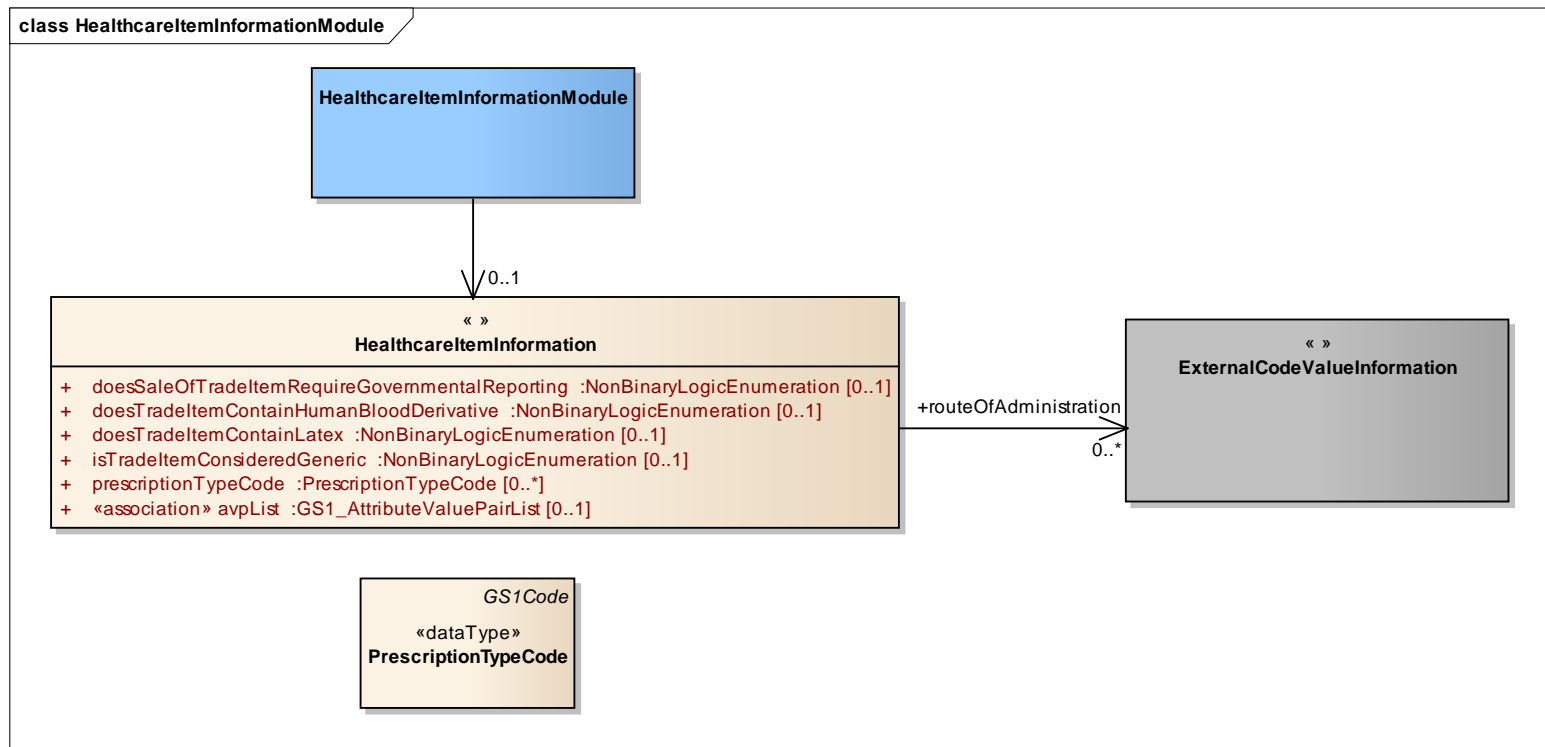 class HealthcareItemInformationModule
HealthcareItemInformationModule
0..1
« »
HealthcareItemInformation
+ doesSaleOfTradeItemRequireGovernmentalReporting :NonBinaryLogicEnumeration [0..1]
+ doesTradeItemContainHumanBloodDerivative :NonBinaryLogicEnumeration [0..1]
+ doesTradeItemContainLatex :NonBinaryLogicEnumeration [0..1]
+ isTradeItemConsideredGeneric :NonBinaryLogicEnumeration [0..1]
+ prescriptionTypeCode :PrescriptionTypeCode [0..*]
+ «association» avpList :GS1_AttributeValuePairList [0..1]
+routeOfAdministration
0..*
« »
ExternalCodeValueInformation
GS1Code
«dataType»
PrescriptionTypeCode